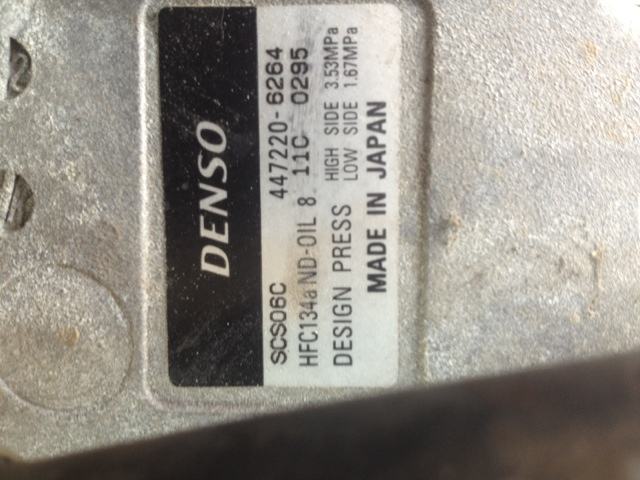 DENSO
SCS06C 447220-6264
HFC134a ND-OIL 8 11C 0295
DESIGN PRESS HIGH SIDE 3.53MPa
LOW SIDE 1.67MPa
MADE IN JAPAN